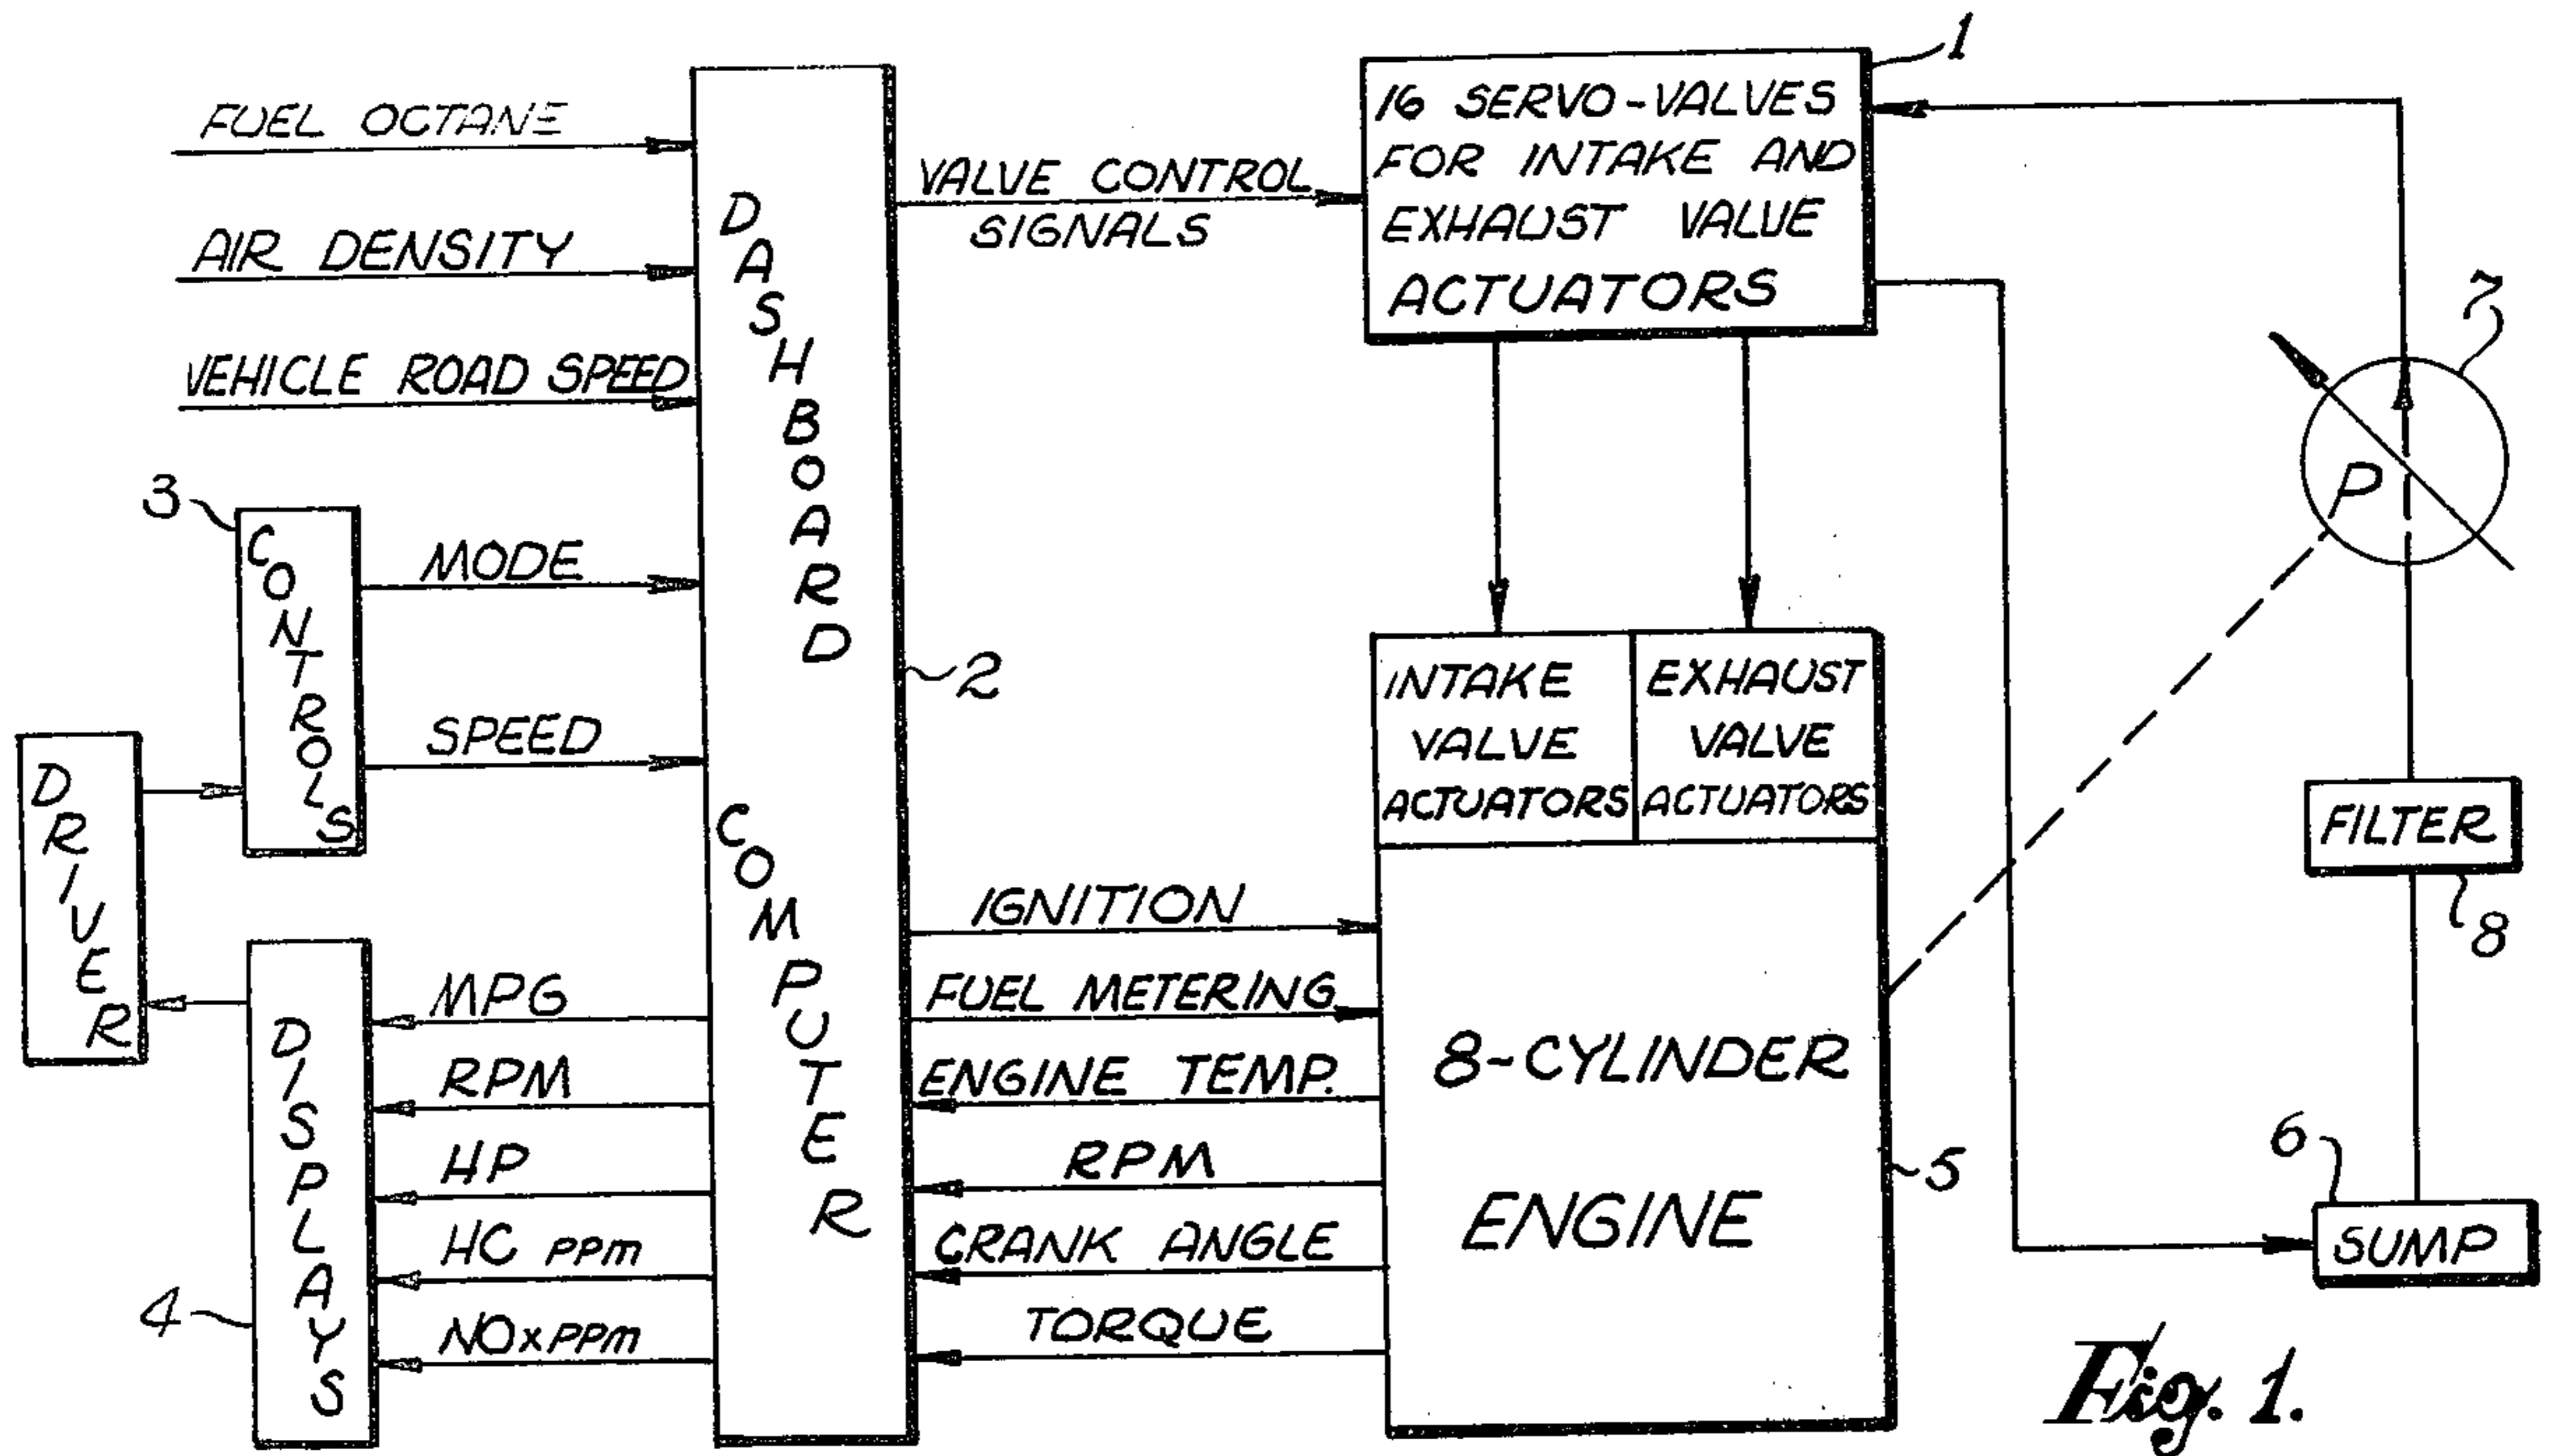 FUEL OCTANE
AIR DENSITY
VEHICLE ROAD SPEED
3
CONTROLS
MODE
SPEED
DRIVER
DISPLAYS
4
MPG
RPM
HP
HC ppm
NOx ppm
DASHBOARD COMPUTER
2
VALVE CONTROL
SIGNALS
1
16 SERVO-VALVES
FOR INTAKE AND
EXHAUST VALVE
ACTUATORS
INTAKE
VALVE
ACTUATORS
EXHAUST
VALVE
ACTUATORS
IGNITION
FUEL METERING
ENGINE TEMP.
RPM
CRANK ANGLE
TORQUE
8-CYLINDER
ENGINE
5
7
P
FILTER
8
6
SUMP
Fig. 1.